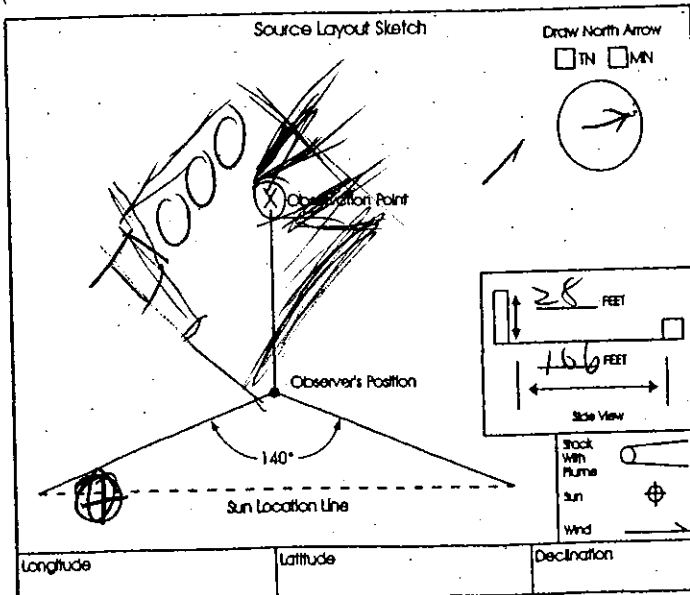 Source Layout Sketch
Draw North Arrow
TN MN
X Observation Point
28 FEET
166 FEET
Side View
Observer's Position
140°
Sun Location Line
Stack
With
Plume
Sun
Wind
Longitude Latitude Declination